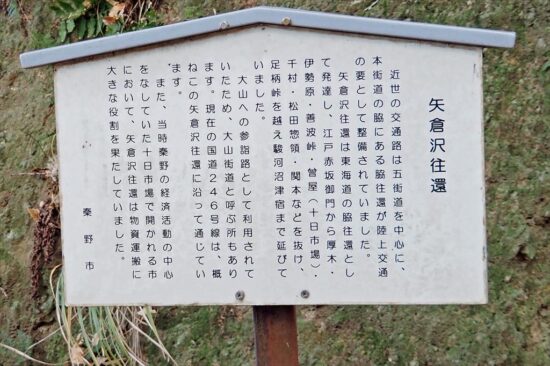 矢倉沢往還
近世の交通路は五街道を中心に、
本街道の脇にある脇往還が陸上交通
の要として整備されていました。
矢倉沢往還は東海道の脇往還とし
て発達し、江戸赤坂御門から厚木・
伊勢原・善波峠・曽屋（十日市場）・
千村・松田惣領・関本などを抜け、
足柄峠を越え駿河沼津宿まで延びて
いました。
大山への参詣路として利用されて
いたため、大山街道と呼ぶ所もあり
ます。現在の国道246号線は、概
ねこの矢倉沢往還に沿って通じてい
ます。
また、当時秦野の経済活動の中心
をなしていた十日市場で開かれる市
において、矢倉沢往還は物資運搬に
大きな役割を果たしていました。
秦野市